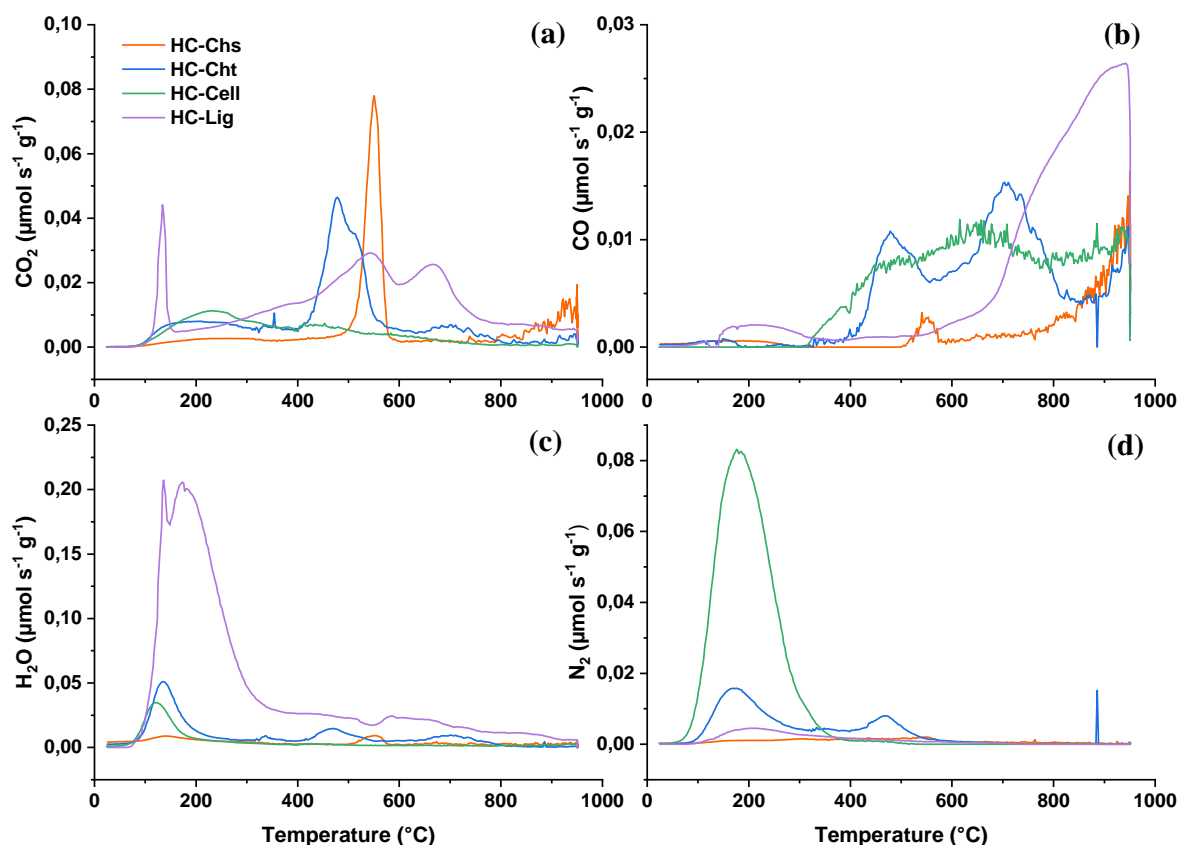 (a)
HC-Chs
HC-Cht
HC-Cell
HC-Lig
CO₂ (µmol s⁻¹ g⁻¹)
0,10
0,08
0,06
0,04
0,02
0,00
0 200 400 600 800 1000
(b)
CO (µmol s⁻¹ g⁻¹)
0,03
0,02
0,01
0,00
0 200 400 600 800 1000
(c)
H₂O (µmol s⁻¹ g⁻¹)
0,25
0,20
0,15
0,10
0,05
0,00
0 200 400 600 800 1000
Temperature (°C)
(d)
N₂ (µmol s⁻¹ g⁻¹)
0,08
0,06
0,04
0,02
0,00
0 200 400 600 800 1000
Temperature (°C)